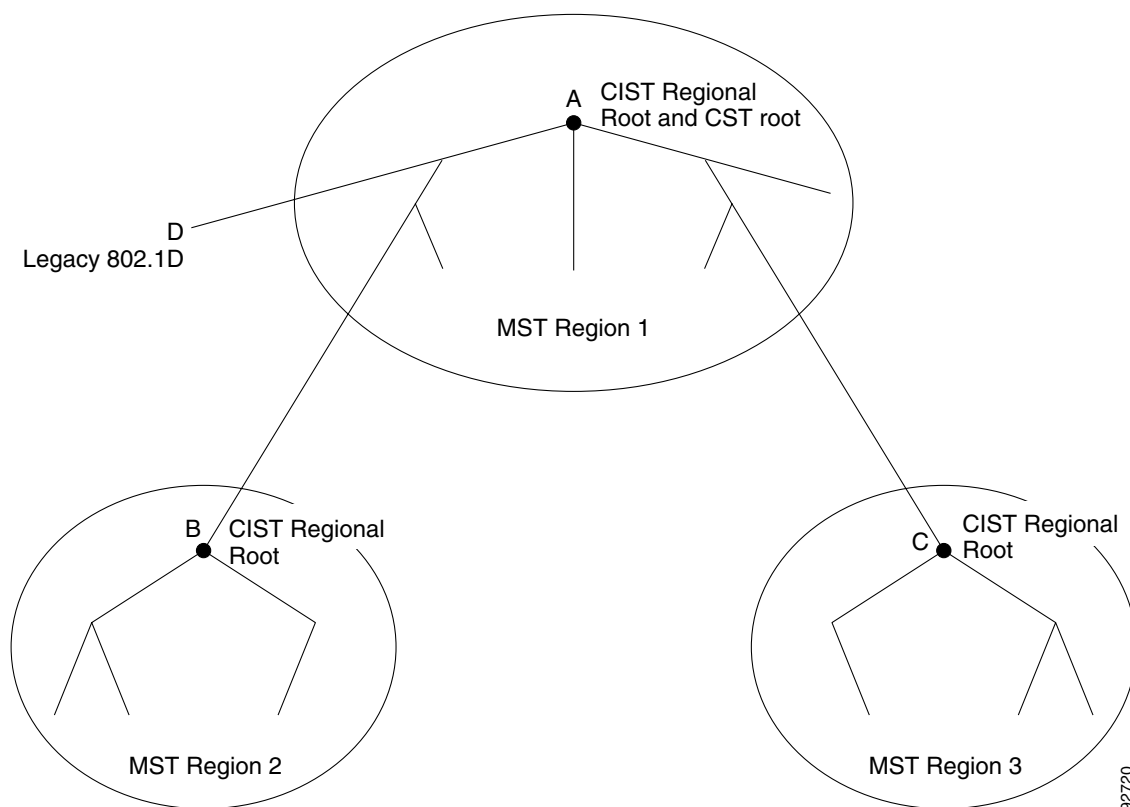 A
CIST Regional
Root and CST root
D
Legacy 802.1D
MST Region 1
B
CIST Regional
Root
C
CIST Regional
Root
MST Region 2
MST Region 3